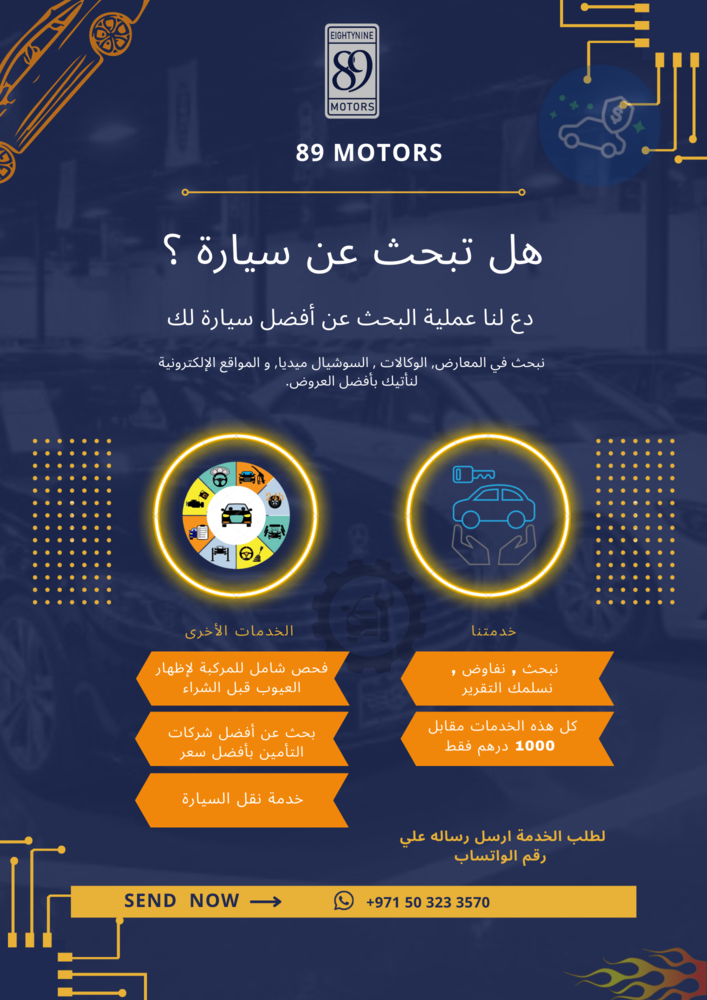 EIGHTYNINE
89
MOTORS
89 MOTORS
هل تبحث عن سيارة ؟
دع لنا عملية البحث عن أفضل سيارة لك
نبحث في المعارض, الوكالات , السوشيال ميديا, و المواقع الإلكترونية
لنأتيك بأفضل العروض.
خدمتنا
نبحث , نفاوض ,
نسلمك التقرير
كل هذه الخدمات مقابل
1000 درهم فقط
الخدمات الأخرى
فحص شامل للمركبة لإظهار
العيوب قبل الشراء
بحث عن أفضل شركات
التأمين بأفضل سعر
خدمة نقل السيارة
لطلب الخدمة ارسل رساله علي
رقم الواتساب
SEND NOW
+971 50 323 3570